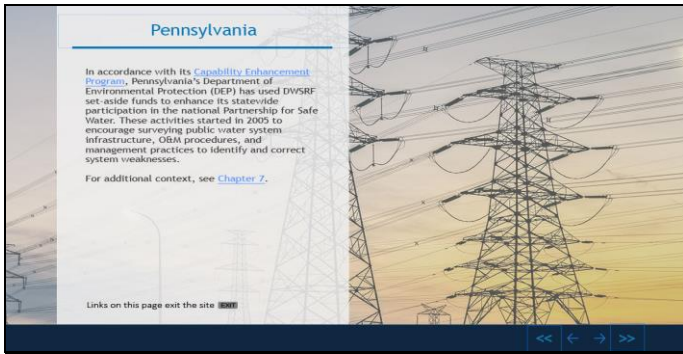 Pennsylvania
In accordance with its Capability Enhancement
Program, Pennsylvania's Department of
Environmental Protection (DEP) has used DWSRF
set-aside funds to enhance its statewide
participation in the national Partnership for Safe
Water. These activities started in 2005 to
encourage surveying public water system
infrastructure, O&M procedures, and
management practices to identify and correct
system weaknesses.
For additional context, see Chapter 7.
Links on this page exit the site EXIT
<< ← → >>